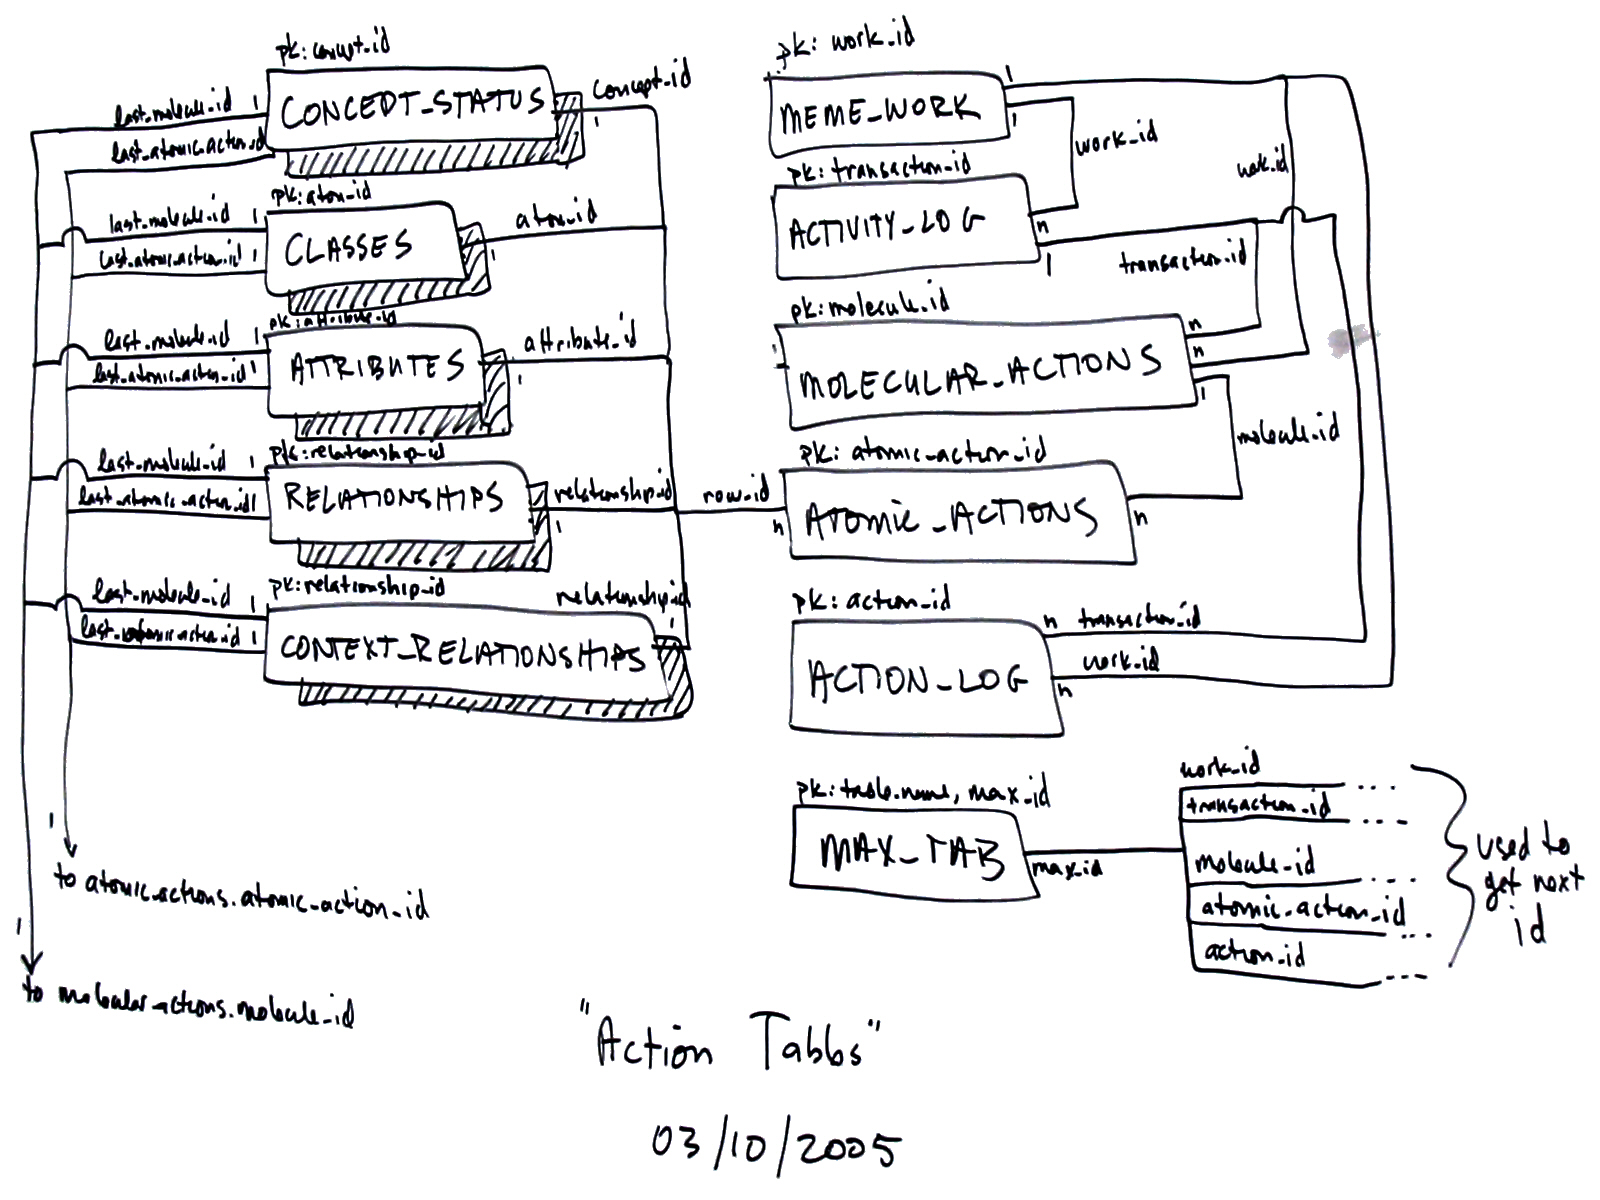 pk: concept_id
CONCEPT_STATUS
concept_id
1
last_molecule_id 1
last_atomic_action_id
pk: atom_id
CLASSES
atom_id
1
last_molecule_id 1
last_atomic_action_id 1
pk: attribute_id
ATTRIBUTES
attribute_id
1
last_molecule_id 1
last_atomic_action_id 1
pk: relationship_id
RELATIONSHIPS
relationship_id
1
last_molecule_id 1
last_atomic_action_id 1
pk: relationship_id
CONTEXT_RELATIONSHIPS
relationship_id
1
last_molecule_id 1
last_atomic_action_id 1
1
to atomic_actions.atomic_action_id
1
to molecular_actions.molecule_id
row_id
n
pk: work_id
MEME_WORK
1
1
work_id
work_id
pk: transaction_id
ACTIVITY_LOG
n
1
transaction_id
pk: molecule_id
MOLECULAR_ACTIONS
n
n
1
molecule_id
pk: atomic_action_id
ATOMIC_ACTIONS
n
pk: action_id
ACTION_LOG
n transaction_id
work_id
n
pk: table_name, max_id
MAX_TAB
max_id
work_id
transaction_id
molecule_id
atomic_action_id
action_id
used to
get next
id
"Action Tables"
03/10/2005